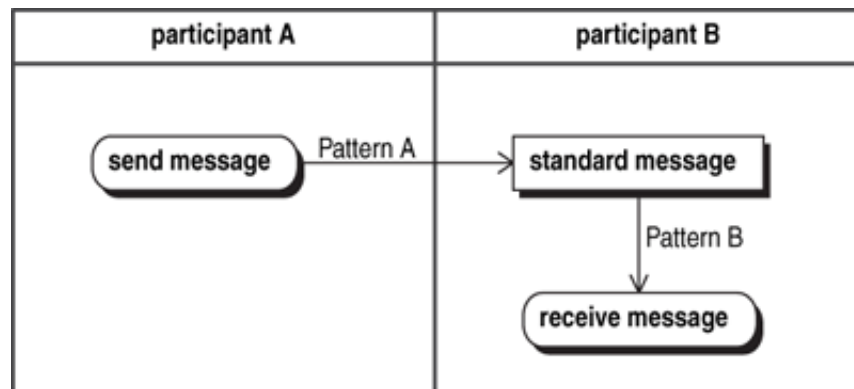 participant A
participant B
send message
Pattern A
standard message
Pattern B
receive message